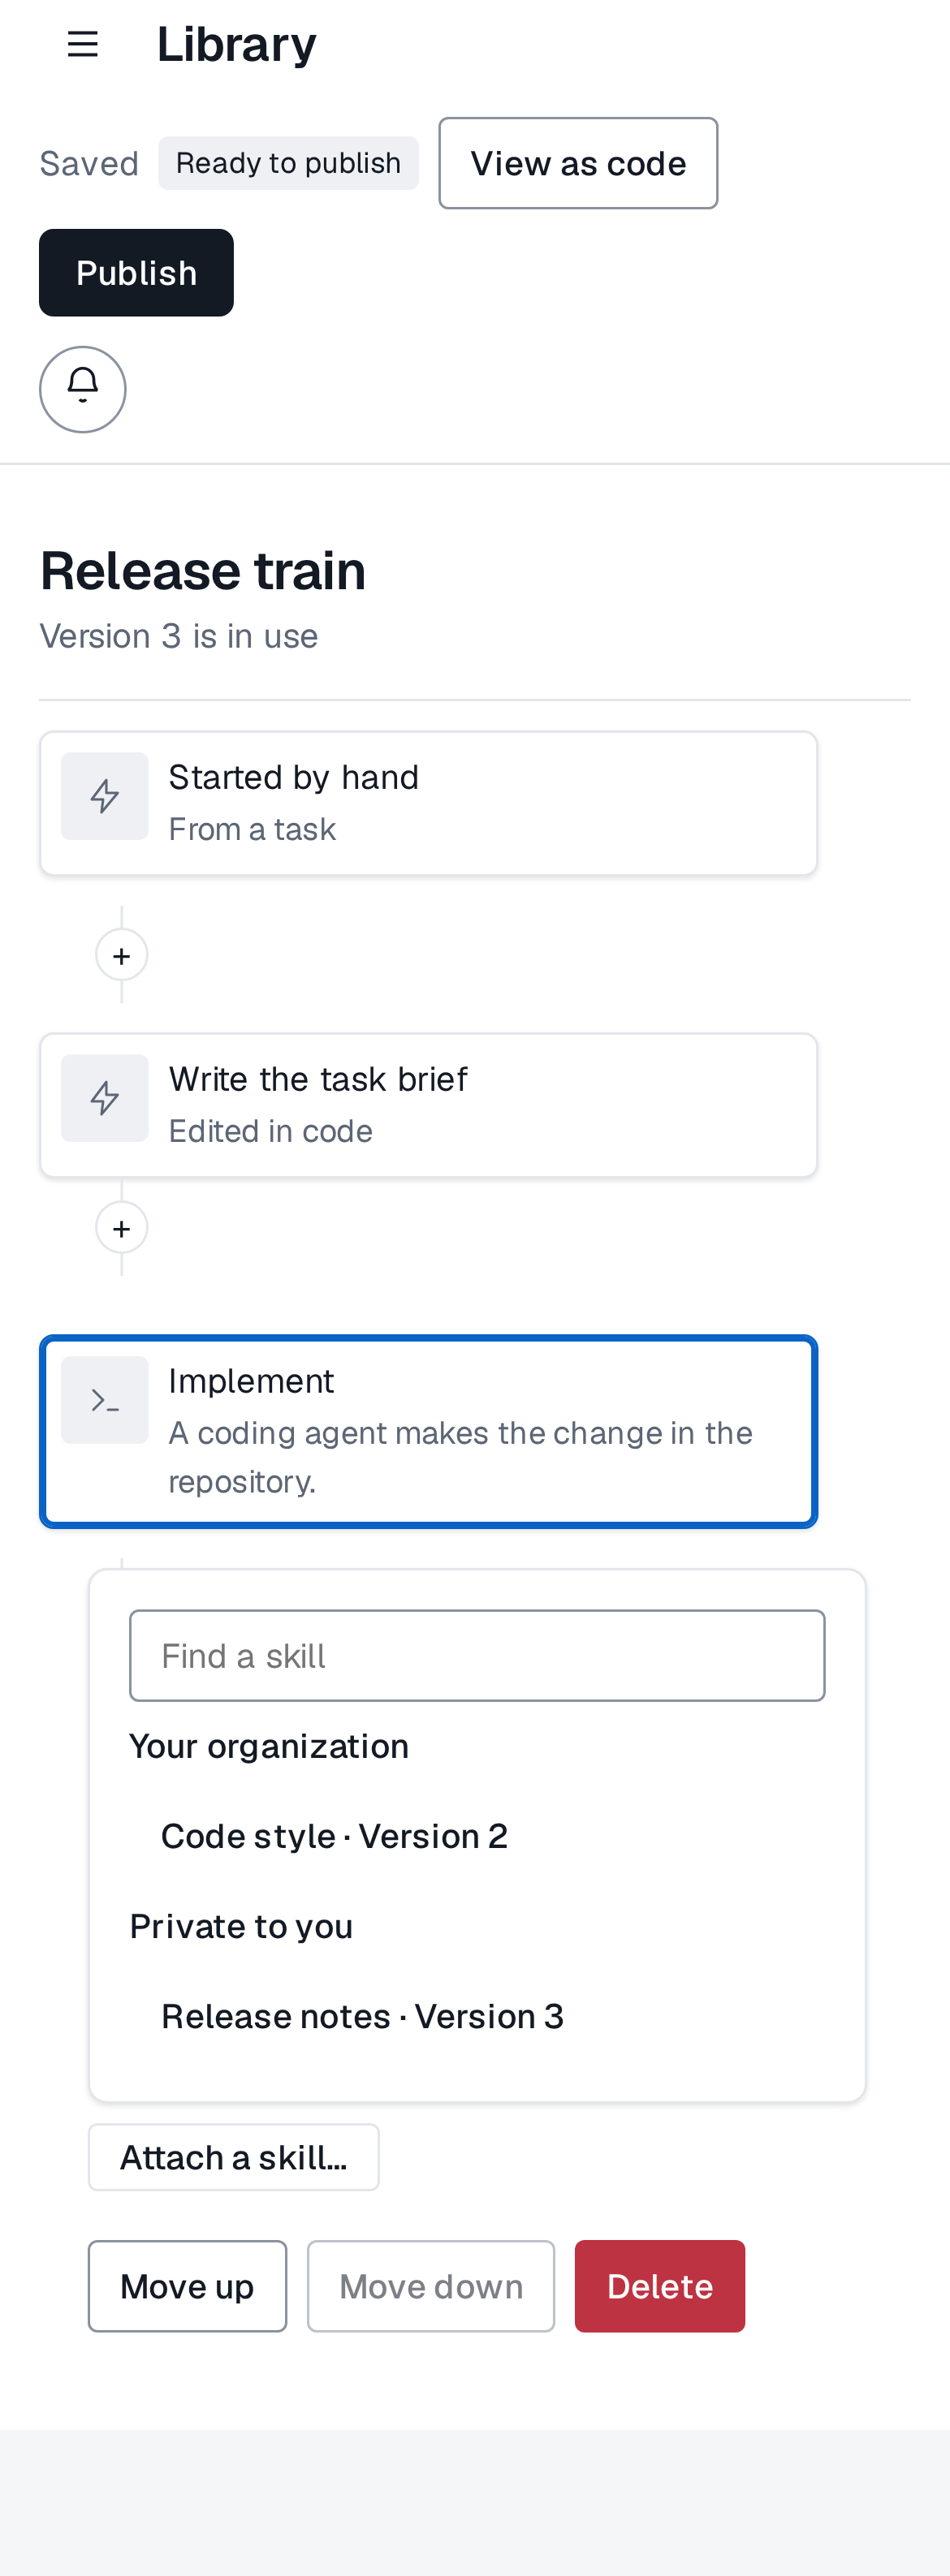 Library
Saved
Ready to publish
View as code
Publish
Release train
Version 3 is in use
Started by hand
From a task
+
Write the task brief
Edited in code
+
Implement
A coding agent makes the change in the
repository.
Find a skill
Your organization
Code style · Version 2
Private to you
Release notes · Version 3
Attach a skill...
Move up
Move down
Delete